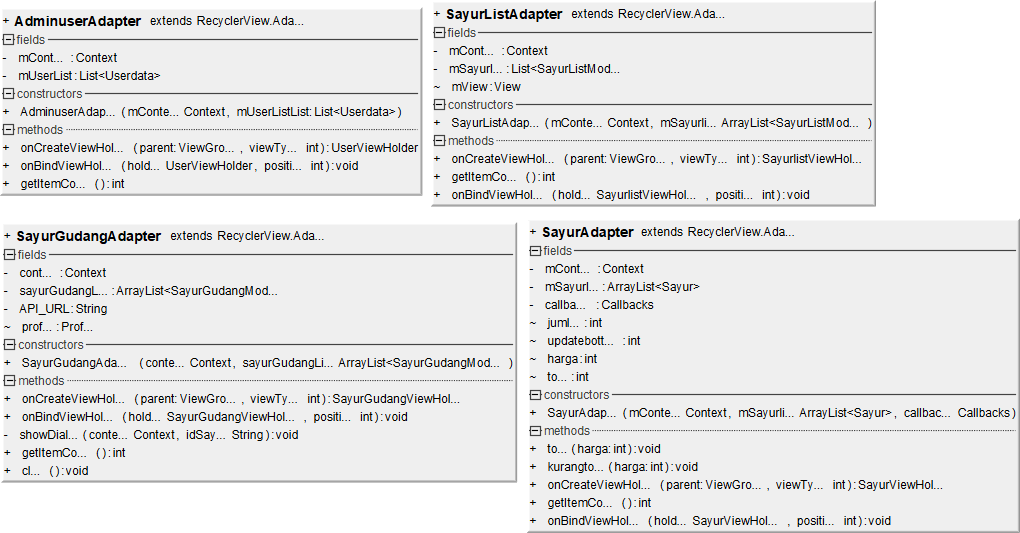 + AdminuserAdapter extends RecyclerView.Ada...
fields
- mCont... : Context
- mUserList : List<Userdata>
constructors
+ AdminuserAdap... (mConte... Context, mUserListList: List<Userdata>)
methods
+ onCreateViewHol... (parent: ViewGro..., viewTy... int): UserViewHolder
+ onBindViewHol... (hold... UserViewHolder, positi... int): void
+ getItemCo... (): int
+ SayurListAdapter extends RecyclerView.Ada...
fields
- mCont... : Context
- mSayurl... : List<SayurListMod...
~ mView : View
constructors
+ SayurListAdap... (mConte... Context, mSayurli... ArrayList<SayurListMod... )
methods
+ onCreateViewHol... (parent: ViewGro..., viewTy... int): SayurlistViewHol...
+ getItemCo... (): int
+ onBindViewHol... (hold... SayurlistViewHol..., positi... int): void
+ SayurGudangAdapter extends RecyclerView.Ada...
fields
- cont... : Context
- sayurGudangL... : ArrayList<SayurGudangMod...
- API_URL: String
~ prof... : Prof...
constructors
+ SayurGudangAda... (conte... Context, sayurGudangLi... ArrayList<SayurGudangMod... )
methods
+ onCreateViewHol... (parent: ViewGro..., viewTy... int): SayurGudangViewHol...
+ onBindViewHol... (hold... SayurGudangViewHol..., positi... int): void
- showDial... (conte... Context, idSay... String): void
+ getItemCo... (): int
+ cl... (): void
+ SayurAdapter extends RecyclerView.Ada...
fields
- mCont... : Context
- mSayurl... : ArrayList<Sayur>
- callba... : Callbacks
~ juml... : int
~ updatebott... : int
~ harga: int
~ to... : int
constructors
+ SayurAdap... (mConte... Context, mSayurli... ArrayList<Sayur>, callbac... Callbacks)
methods
+ to... (harga: int): void
+ kurangto... (harga: int): void
+ onCreateViewHol... (parent: ViewGro..., viewTy... int): SayurViewHol...
+ getItemCo... (): int
+ onBindViewHol... (hold... SayurViewHol..., positi... int): void